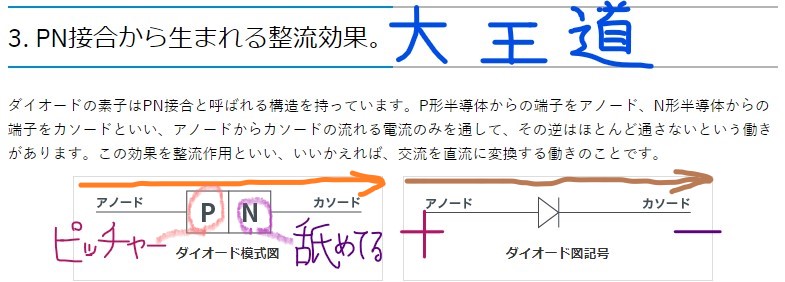 3. PN接合から生まれる整流効果。 大王道
ダイオードの素子はPN接合と呼ばれる構造を持っています。P形半導体からの端子をアノード、N形半導体からの
端子をカソードといい、アノードからカソードの流れる電流のみを通して、その逆はほとんど通さないという働き
があります。この効果を整流作用といい、いいかえれば、交流を直流に変換する働きのことです。
アノード P N カソード
ピッチャー 舐めてる
ダイオード模式図
アノード カソード
+ −
ダイオード図記号